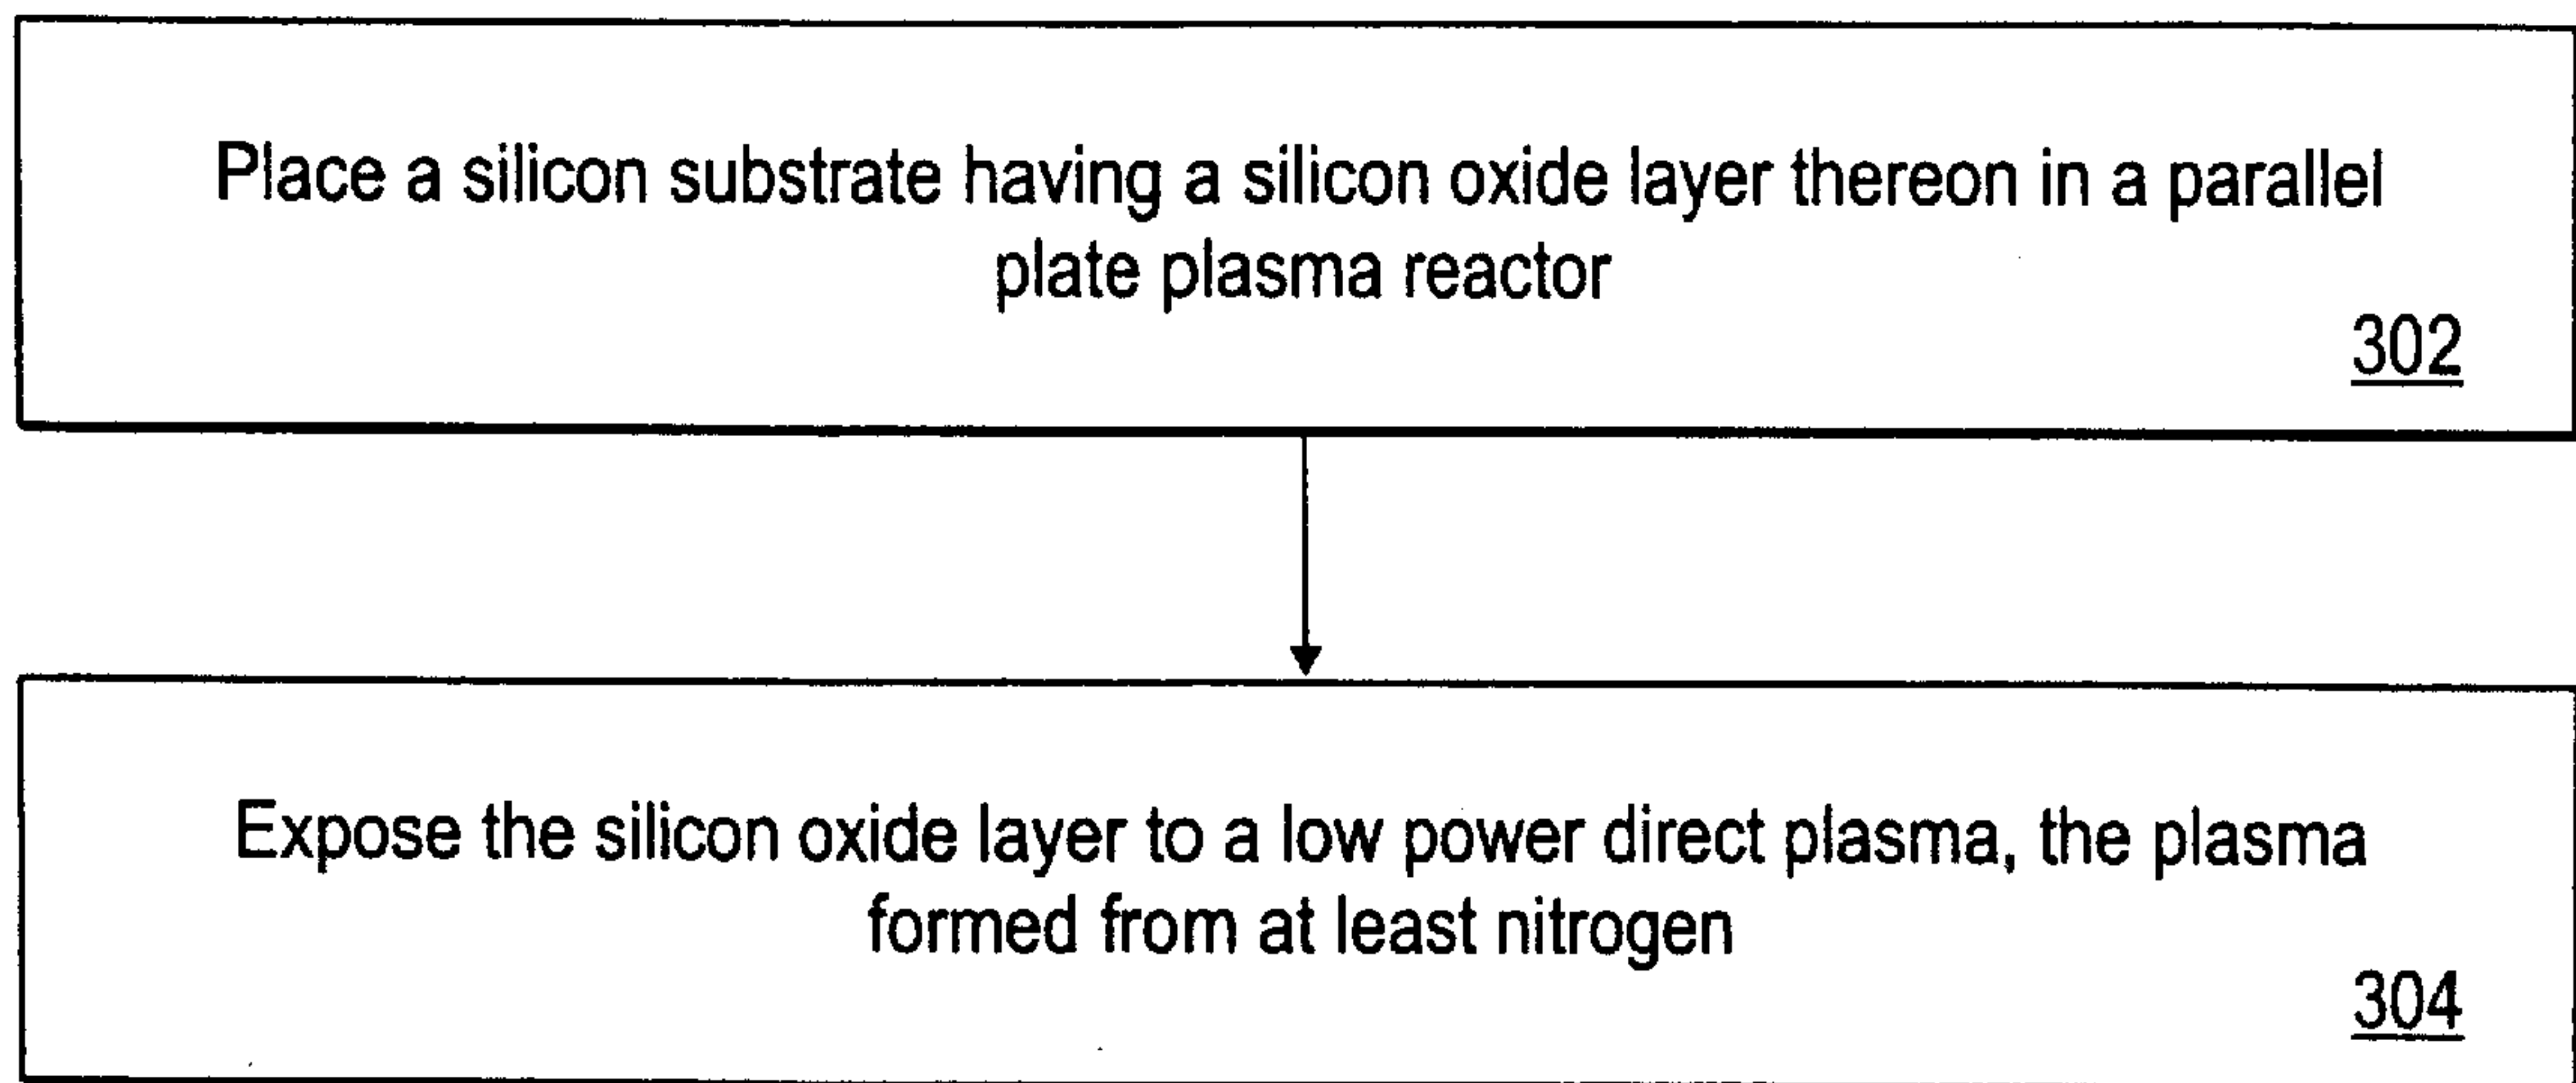 Place a silicon substrate having a silicon oxide layer thereon in a parallel
plate plasma reactor
302
Expose the silicon oxide layer to a low power direct plasma, the plasma
formed from at least nitrogen
304